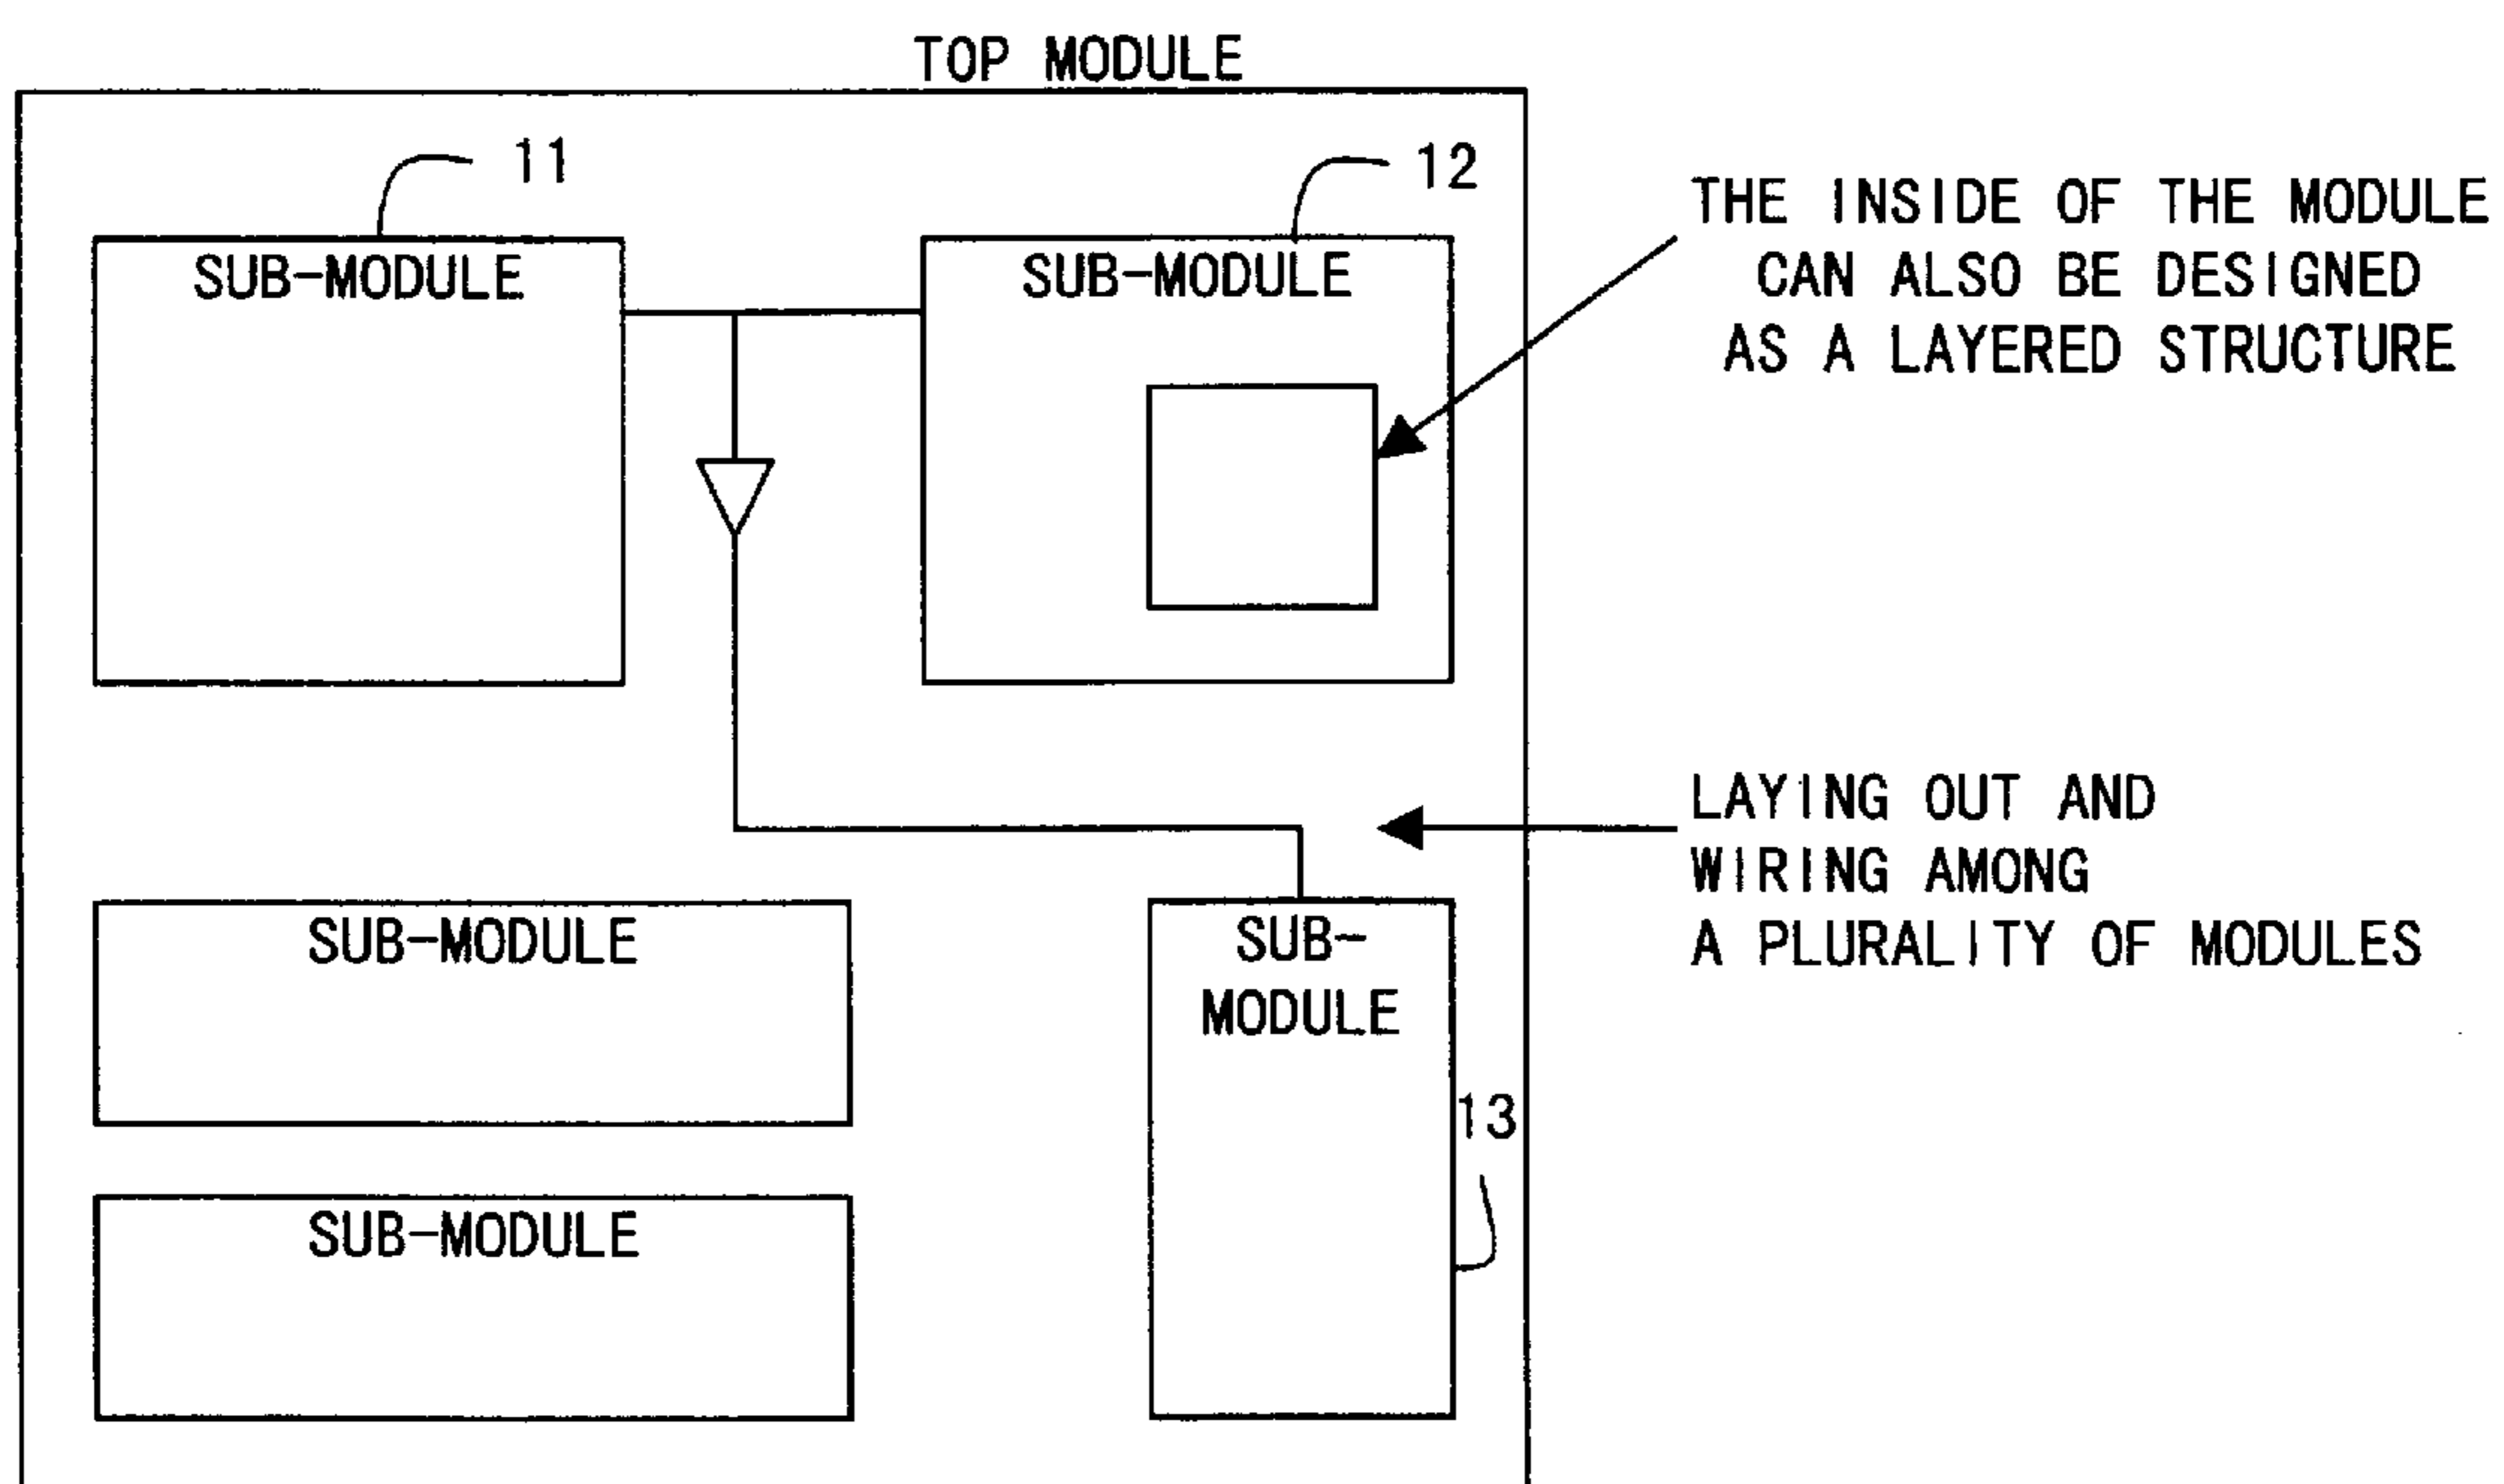 TOP MODULE
11
12
SUB-MODULE
SUB-MODULE
THE INSIDE OF THE MODULE
CAN ALSO BE DESIGNED
AS A LAYERED STRUCTURE
LAYING OUT AND
WIRING AMONG
A PLURALITY OF MODULES
SUB-MODULE
SUB-
MODULE
13
SUB-MODULE